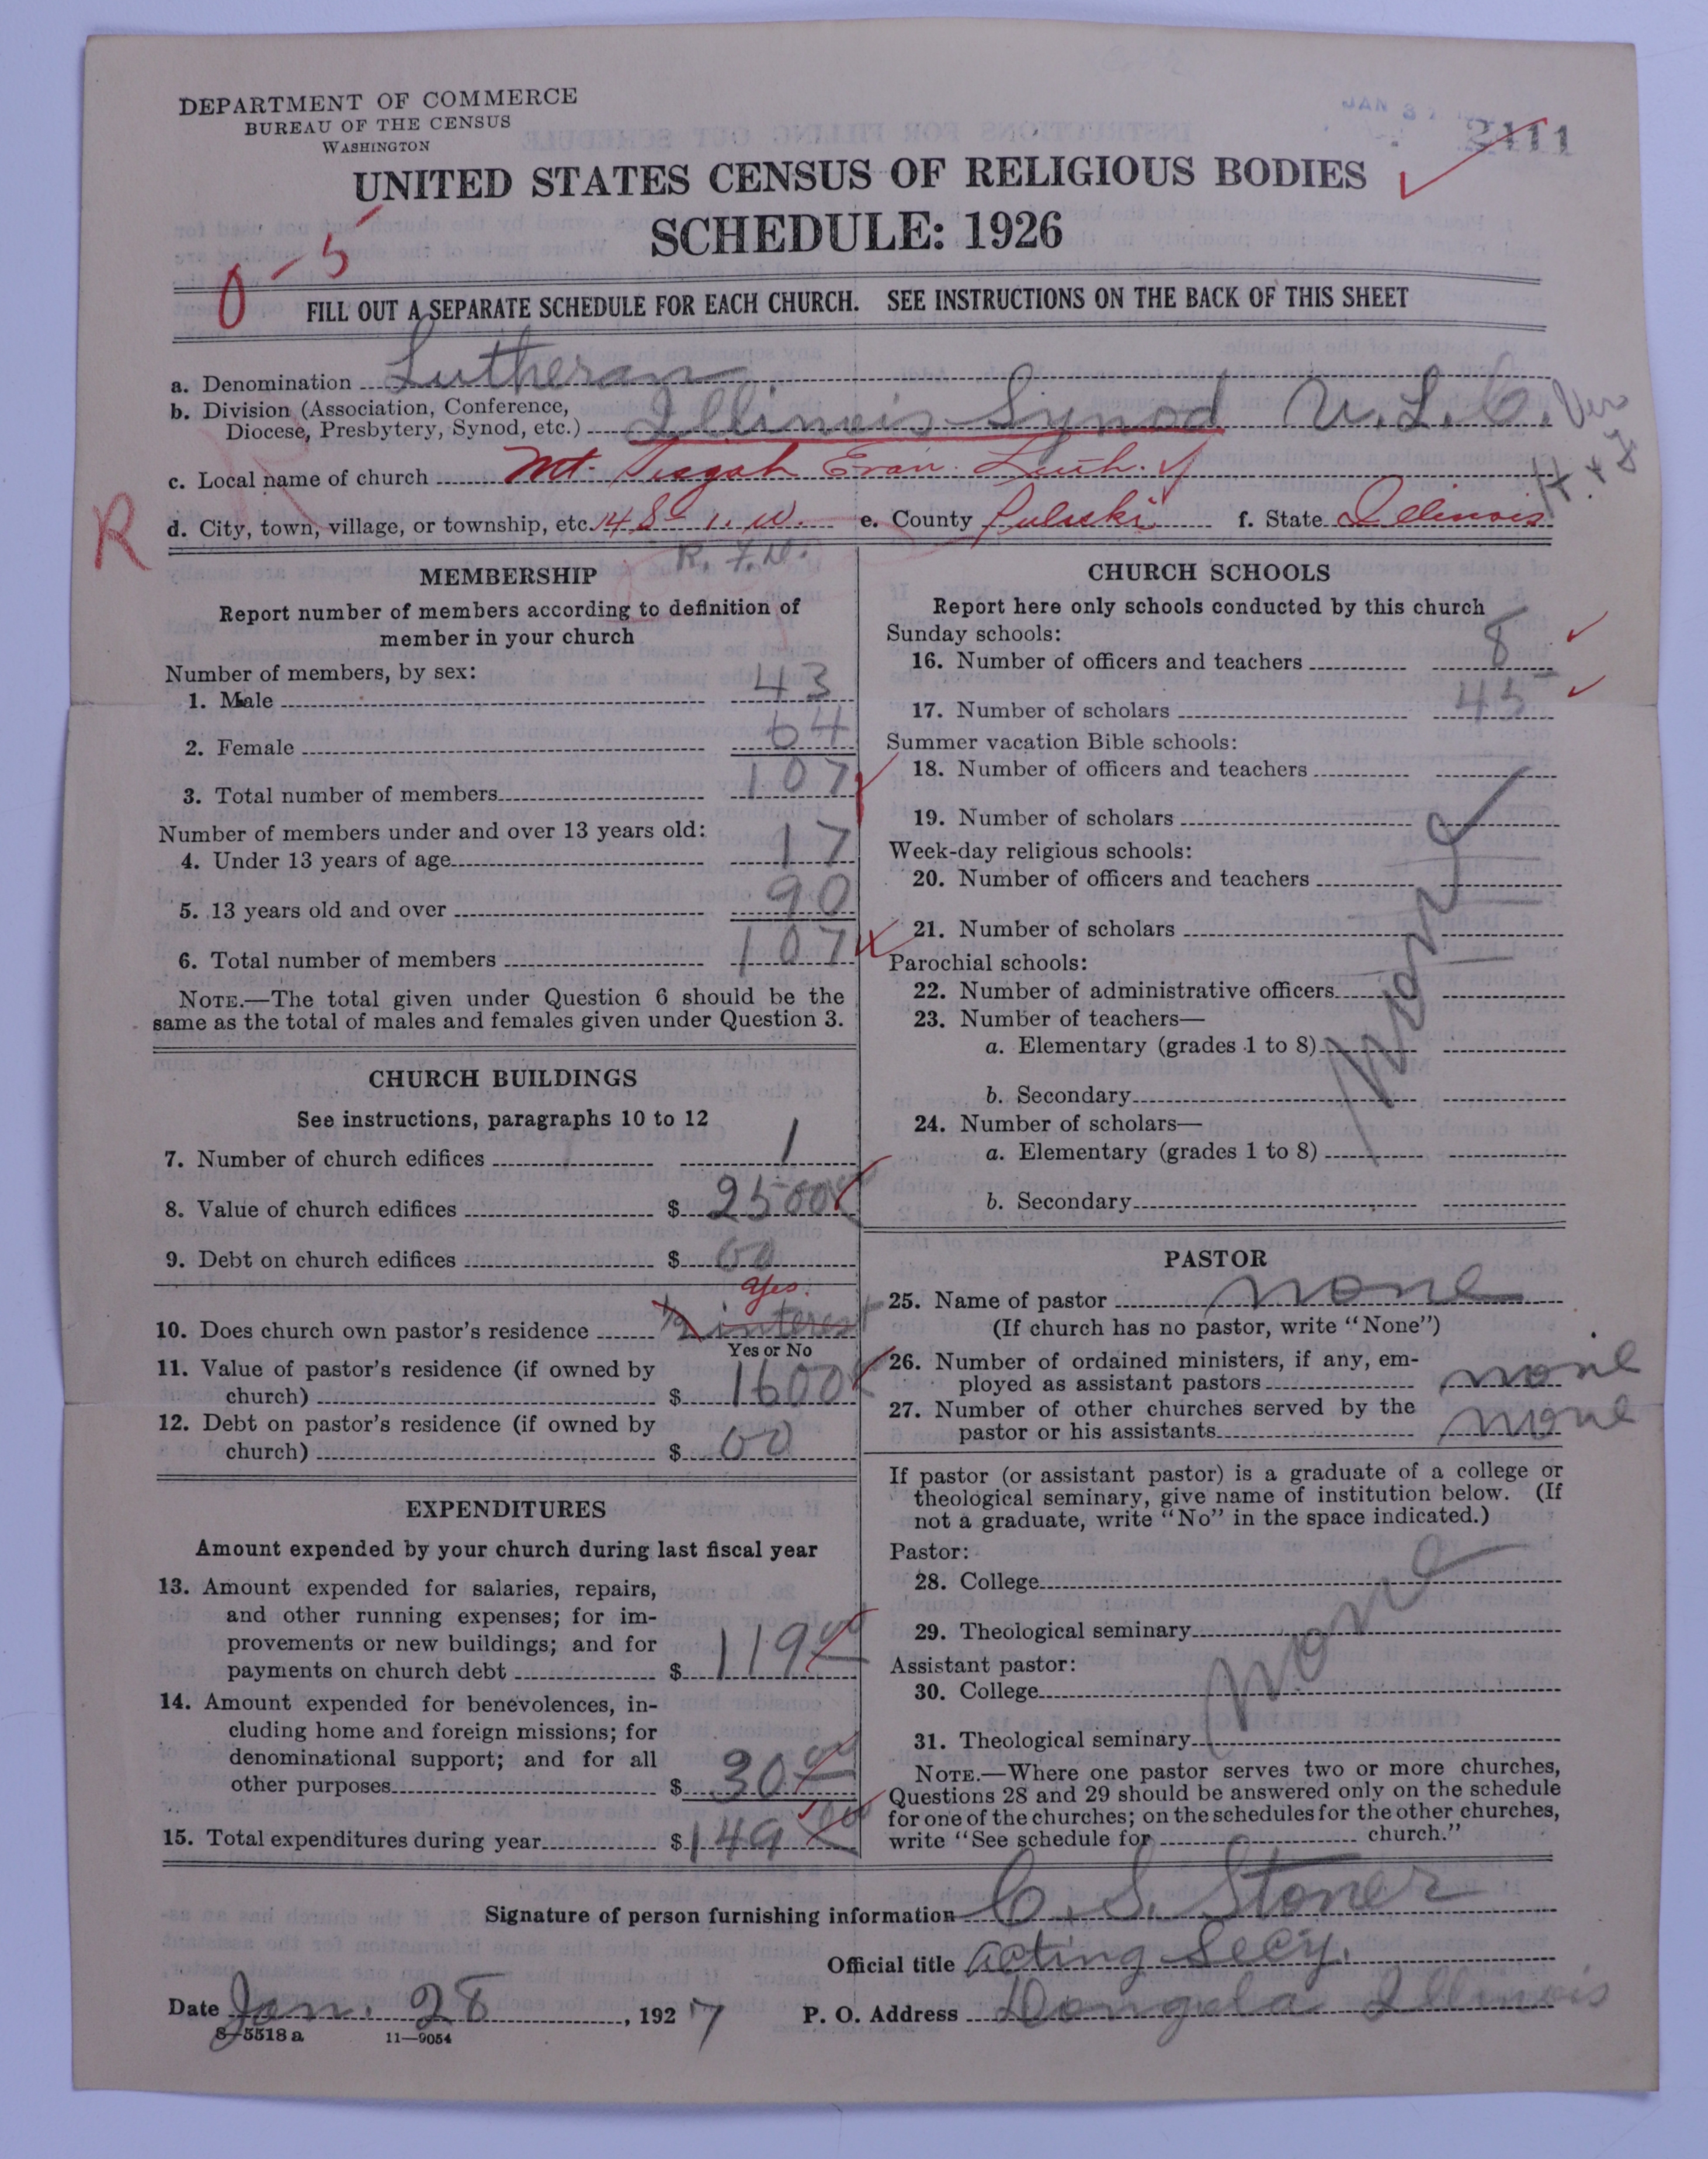 DEPARTMENT OF COMMERCE
BUREAU OF THE CENSUS
WASHINGTON
JAN 3
2411
UNITED STATES CENSUS OF RELIGIOUS BODIES
SCHEDULE: 1926
0-5
FILL OUT A SEPARATE SCHEDULE FOR EACH CHURCH. SEE INSTRUCTIONS ON THE BACK OF THIS SHEET
a. Denomination Lutheran
b. Division (Association, Conference,
Diocese, Presbytery, Synod, etc.) Illinois Synod U.L.C.
c. Local name of church Mt. Pisgah Evan. Luth.
R
d. City, town, village, or township, etc. 14 S- 1. W. e. County Pulaski f. State Illinois
R. F. D.
MEMBERSHIP
Report number of members according to definition of
member in your church
Number of members, by sex:
1. Male 43
2. Female 64
3. Total number of members 107
Number of members under and over 13 years old:
4. Under 13 years of age 17
5. 13 years old and over 90
6. Total number of members 107
NOTE.—The total given under Question 6 should be the
same as the total of males and females given under Question 3.
CHURCH BUILDINGS
See instructions, paragraphs 10 to 12
7. Number of church edifices 1
8. Value of church edifices $ 2500
9. Debt on church edifices $ 00
yes.
10. Does church own pastor's residence 1/2 interest
Yes or No
11. Value of pastor's residence (if owned by
church) $ 1600
12. Debt on pastor's residence (if owned by
church) $ 00
EXPENDITURES
Amount expended by your church during last fiscal year
13. Amount expended for salaries, repairs,
and other running expenses; for im-
provements or new buildings; and for
payments on church debt $ 119 00
14. Amount expended for benevolences, in-
cluding home and foreign missions; for
denominational support; and for all
other purposes $ 30 00
15. Total expenditures during year $ 149 00
CHURCH SCHOOLS
Report here only schools conducted by this church
Sunday schools:
16. Number of officers and teachers 8
17. Number of scholars 45
Summer vacation Bible schools:
18. Number of officers and teachers
19. Number of scholars
Week-day religious schools:
20. Number of officers and teachers
21. Number of scholars
Parochial schools:
22. Number of administrative officers
23. Number of teachers—
a. Elementary (grades 1 to 8)
b. Secondary
24. Number of scholars—
a. Elementary (grades 1 to 8)
b. Secondary
None
PASTOR
25. Name of pastor none
(If church has no pastor, write "None")
26. Number of ordained ministers, if any, em-
ployed as assistant pastors none
27. Number of other churches served by the
pastor or his assistants none
If pastor (or assistant pastor) is a graduate of a college or
theological seminary, give name of institution below. (If
not a graduate, write "No" in the space indicated.)
Pastor:
28. College
29. Theological seminary
Assistant pastor:
30. College
31. Theological seminary
None
NOTE.—Where one pastor serves two or more churches,
Questions 28 and 29 should be answered only on the schedule
for one of the churches; on the schedules for the other churches,
write "See schedule for church."
Signature of person furnishing information C. S. Stoner
Official title acting Secy.
Date Jan. 28, 1927 P. O. Address Dongola Illinois
8-5518 a 11—9054